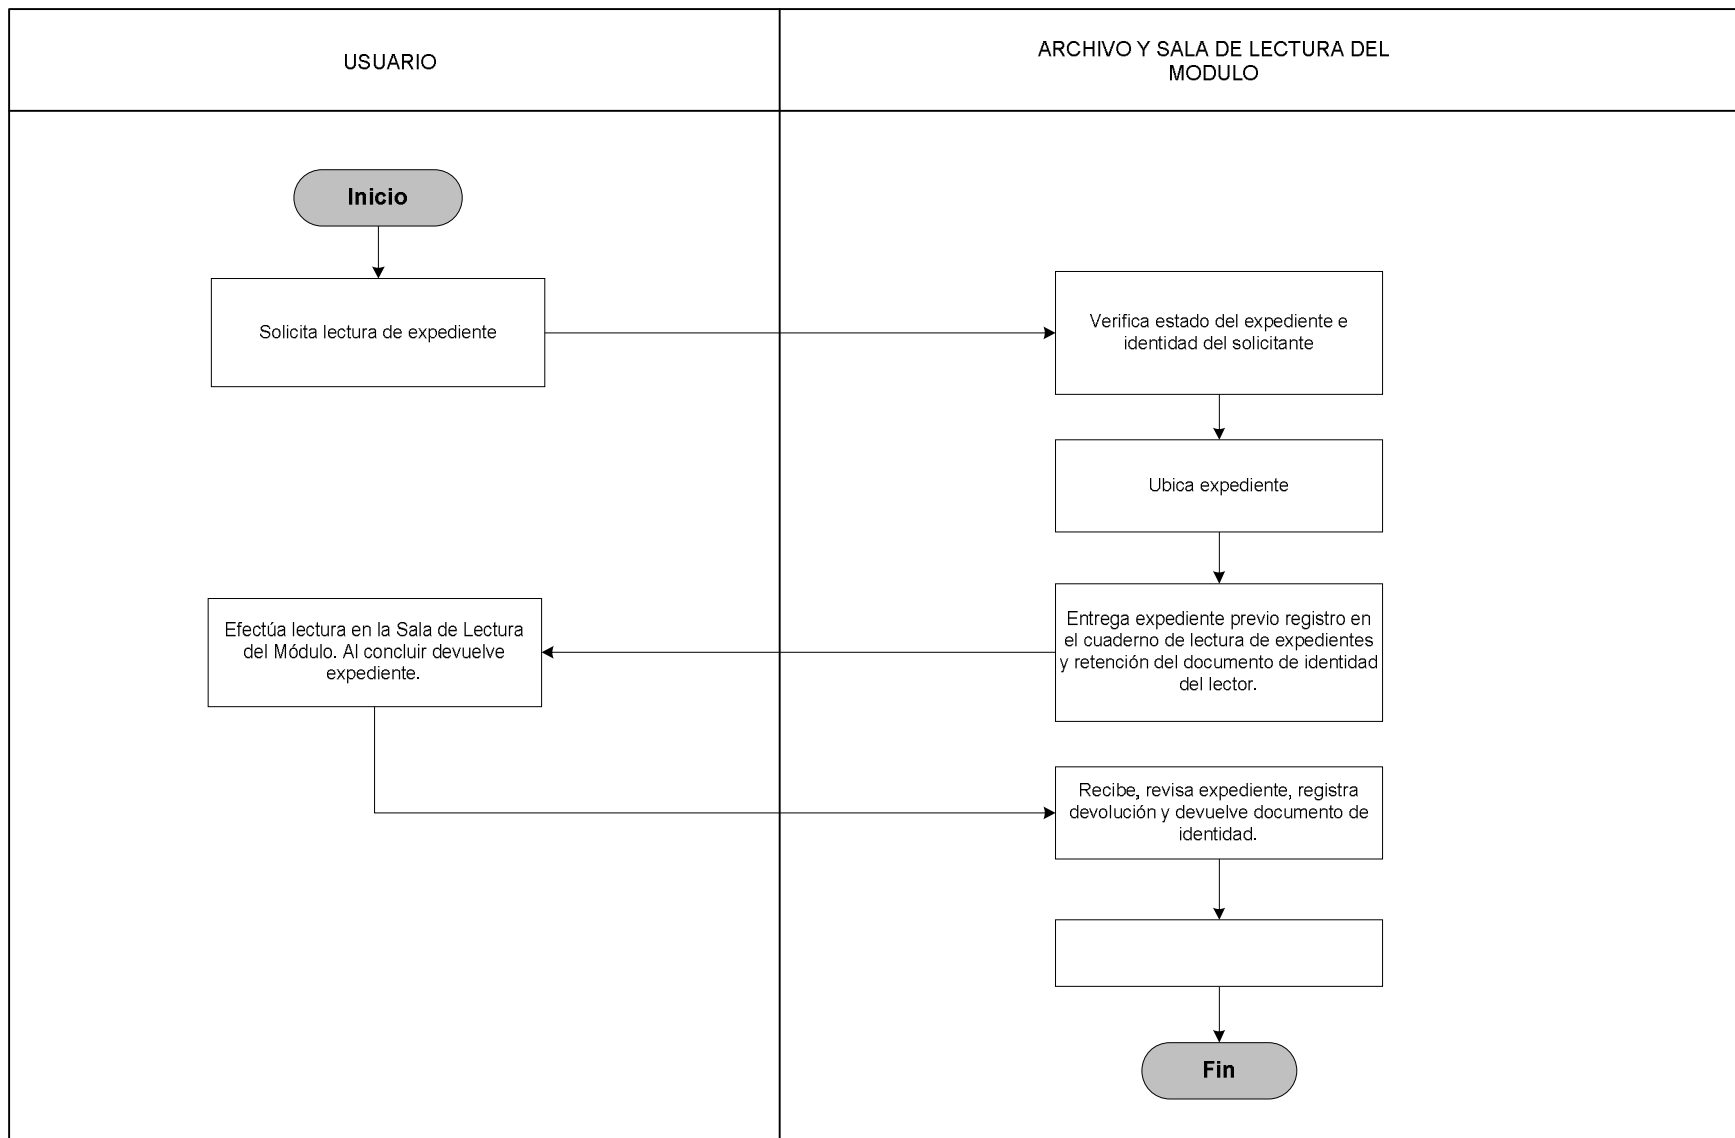 USUARIO
ARCHIVO Y SALA DE LECTURA DEL
MODULO
Inicio
Solicita lectura de expediente
Verifica estado del expediente e
identidad del solicitante
Ubica expediente
Entrega expediente previo registro en
el cuaderno de lectura de expedientes
y retención del documento de identidad
del lector.
Efectúa lectura en la Sala de Lectura
del Módulo. Al concluir devuelve
expediente.
Recibe, revisa expediente, registra
devolución y devuelve documento de
identidad.
Fin